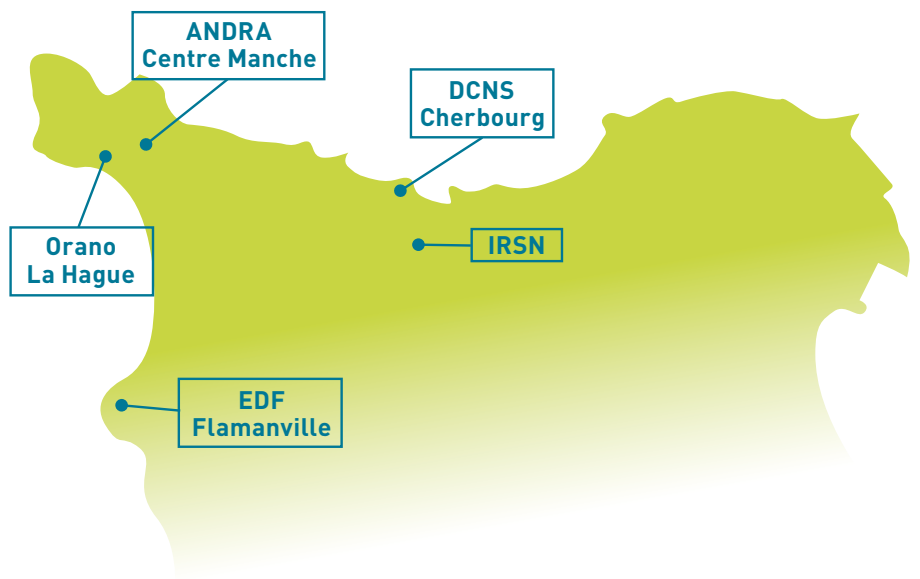 ANDRA
Centre Manche
DCNS
Cherbourg
Orano
La Hague
IRSN
EDF
Flamanville